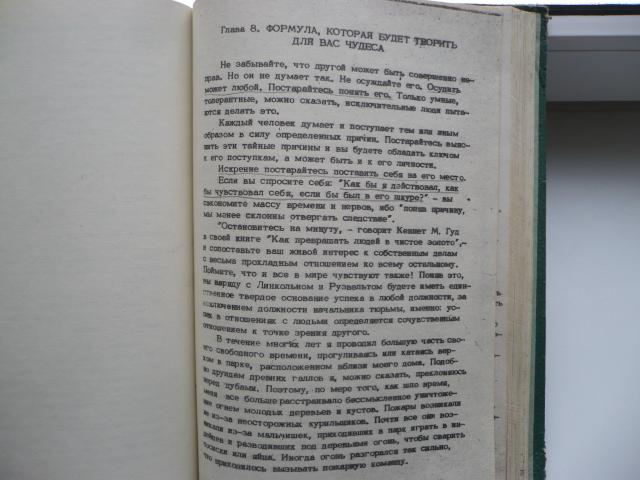 Глава 8. ФОРМУЛА, КОТОРАЯ БУДЕТ ТВОРИТЬ
ДЛЯ ВАС ЧУДЕСА
Не забывайте, что другой может быть совершенно не-
прав. Но он не думает так. Не осуждайте его. Осудить
может любой. Постарайтесь понять его. Только умные,
толерантные, можно сказать, исключительные люди пыта-
ются делать это.
Каждый человек думает и поступает тем или иным
образом в силу определенных причин. Постарайтесь выяс-
нить эти тайные причины и вы будете обладать ключом
к его поступкам, а может быть и к его личности.
Искренне постарайтесь поставить себя на его место.
Если вы спросите себя: "Как бы я действовал, как
бы чувствовал себя, если бы был в его шкуре?" - вы
сэкономите массу времени и нервов, ибо "поняв причину,
мы менее склонны отвергать следствие".
"Остановитесь на минуту, - говорит Кеннет М. Гуд
в своей книге "Как превращать людей в чистое золото",-
и сопоставьте ваш живой интерес к собственным делам
с весьма прохладным отношением ко всему остальному.
Поймите, что и все в мире чувствуют также! Поняв это,
вы наряду с Линкольном и Рузвельтом будете иметь един-
ственное твердое основание успеха в любой должности, за
исключением должности начальника тюрьмы, именно: ус-
пех в отношениях с людьми определяется сочувственным
отношением к точке зрения другого.
В течение многих лет я проводил большую часть сво-
его свободного времени, прогуливаясь или катаясь вер-
хом в парке, расположенном вблизи моего дома. Подоб-
но друидам древних галлов я, можно сказать, преклоняюсь
перед дубами. Поэтому, по мере того, как шло время,
меня все больше расстраивало бессмысленное уничтоже-
ние огнем молодых деревьев и кустов. Пожары возникали
не из-за неосторожных курильщиков. Почти все они воз-
никали из-за мальчишек, приходивших в парк играть в ин-
дейцев и разводивших под деревьями огонь, чтобы сварить
сосиски или яйца. Иногда огонь разгорался так сильно,
что приходилось вызывать пожарную команду.